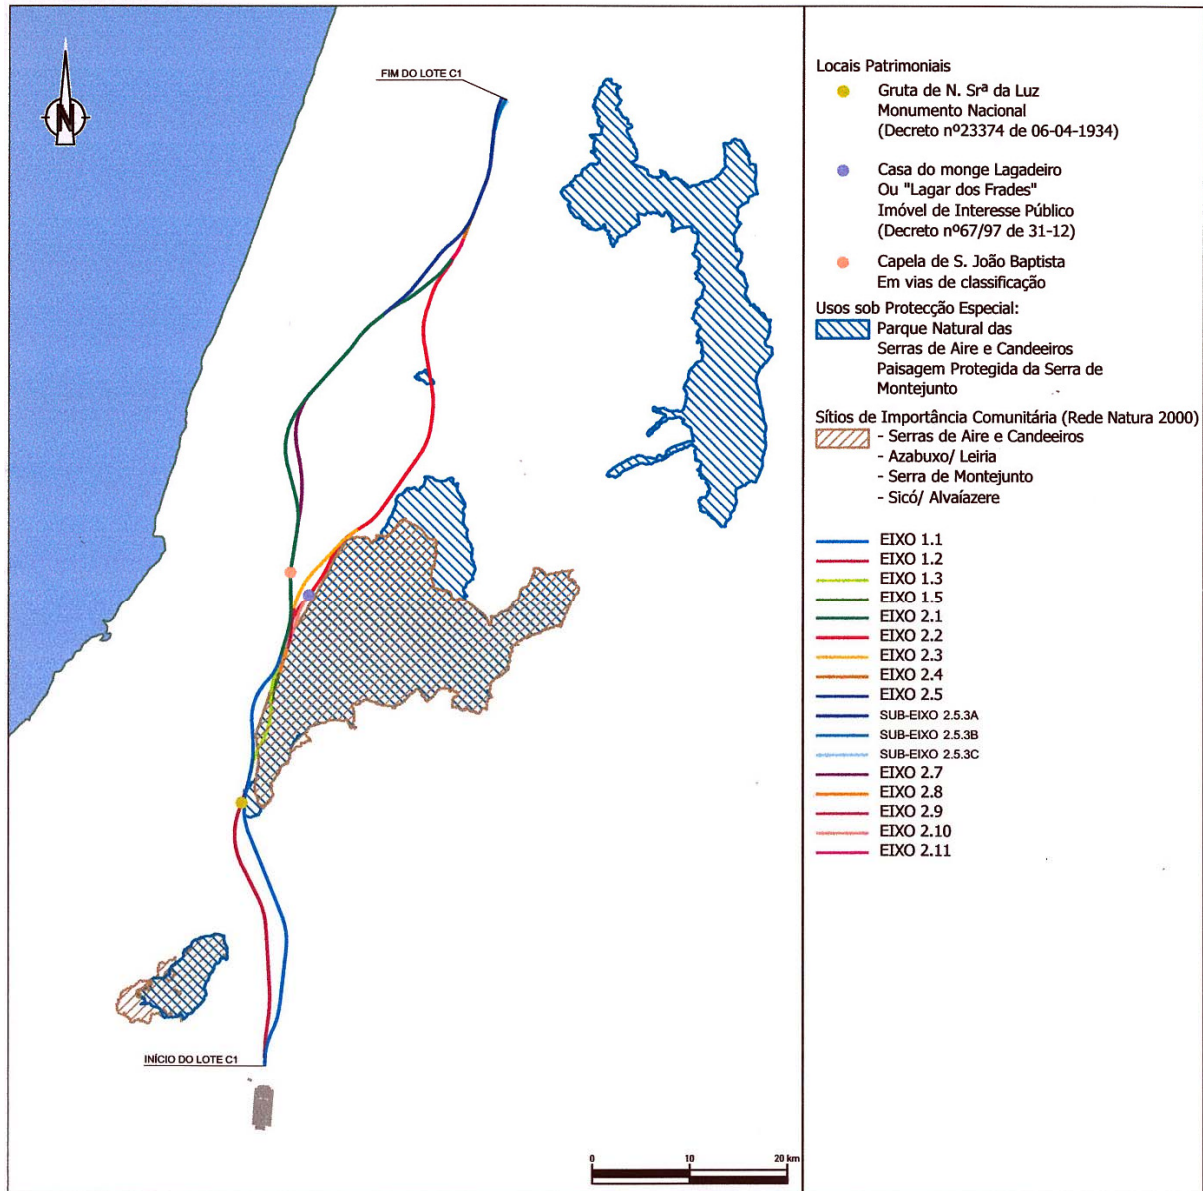 N
FIM DO LOTE C1
INÍCIO DO LOTE C1
0 10 20 km
Locais Patrimoniais
Gruta de N. Srª da Luz
Monumento Nacional
(Decreto nº23374 de 06-04-1934)
Casa do monge Lagadeiro
Ou "Lagar dos Frades"
Imóvel de Interesse Público
(Decreto nº67/97 de 31-12)
Capela de S. João Baptista
Em vias de classificação
Usos sob Protecção Especial:
Parque Natural das
Serras de Aire e Candeeiros
Paisagem Protegida da Serra de
Montejunto
Sítios de Importância Comunitária (Rede Natura 2000)
- Serras de Aire e Candeeiros
- Azabuxo/ Leiria
- Serra de Montejunto
- Sicó/ Alvaíazere
EIXO 1.1
EIXO 1.2
EIXO 1.3
EIXO 1.5
EIXO 2.1
EIXO 2.2
EIXO 2.3
EIXO 2.4
EIXO 2.5
SUB-EIXO 2.5.3A
SUB-EIXO 2.5.3B
SUB-EIXO 2.5.3C
EIXO 2.7
EIXO 2.8
EIXO 2.9
EIXO 2.10
EIXO 2.11